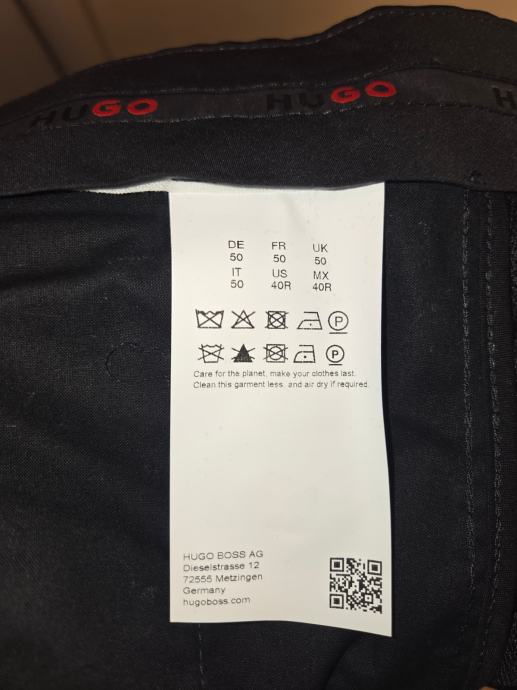 HUGO HUGO H
DE FR UK
50 50 50
IT US MX
50 40R 40R
P
P
Care for the planet, make your clothes last.
Clean this garment less, and air dry if required.
HUGO BOSS AG
Dieselstrasse 12
72555 Metzingen
Germany
hugoboss.com